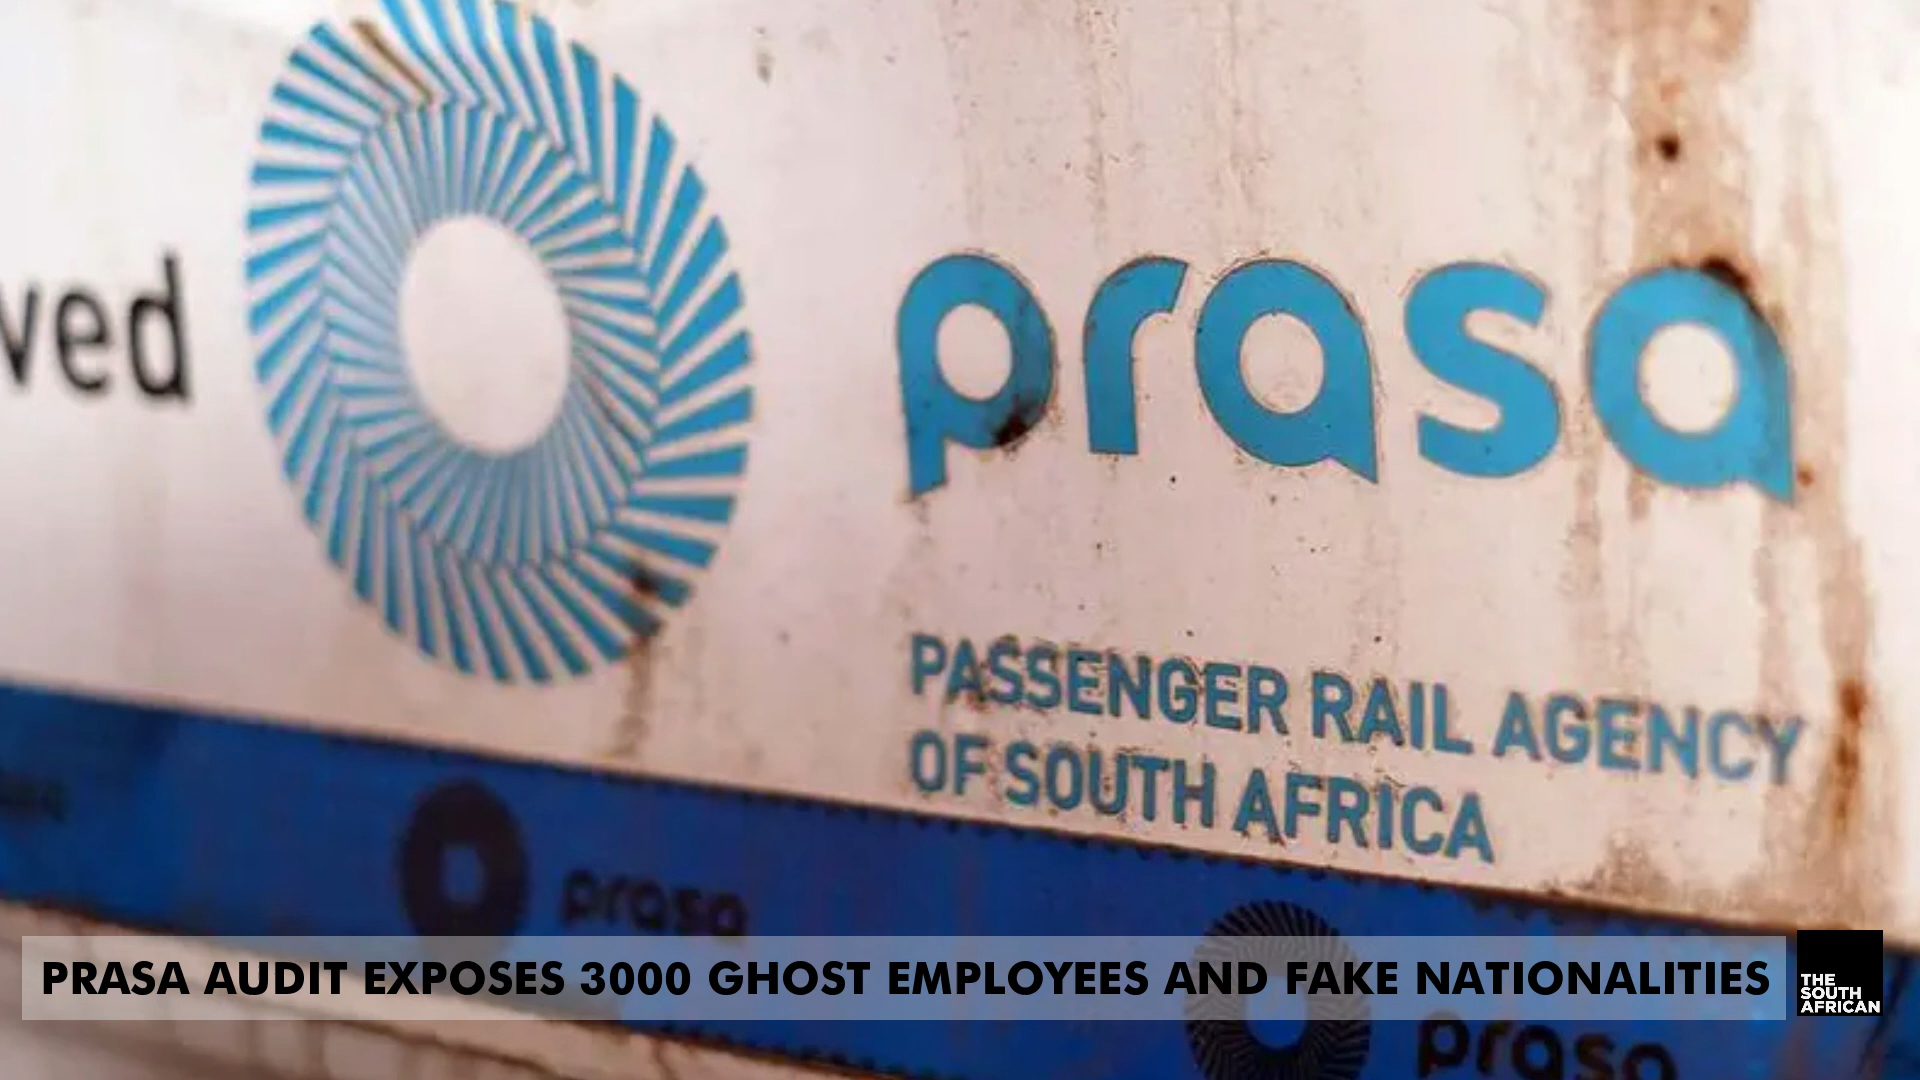 ved
prasa
PASSENGER RAIL AGENCY
OF SOUTH AFRICA
prasa
prasa
PRASA AUDIT EXPOSES 3000 GHOST EMPLOYEES AND FAKE NATIONALITIES
THE
SOUTH
AFRICAN